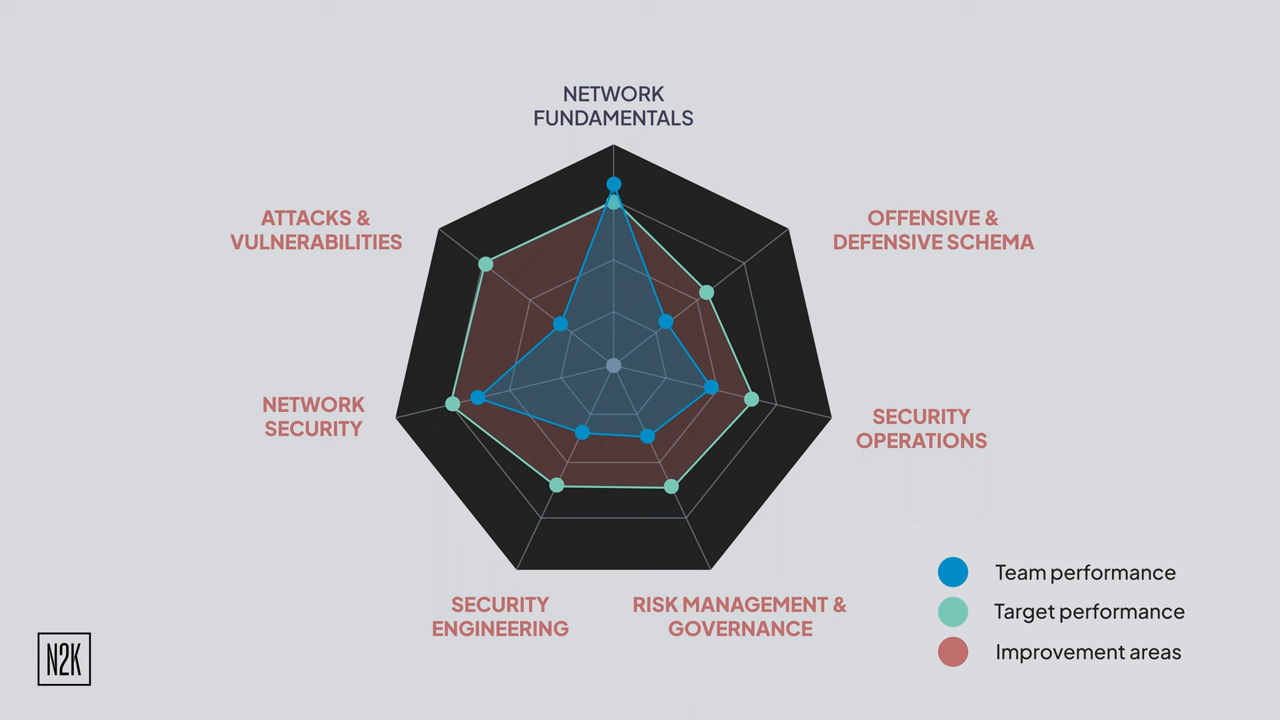 NETWORK
FUNDAMENTALS
ATTACKS &
VULNERABILITIES
OFFENSIVE &
DEFENSIVE SCHEMA
NETWORK
SECURITY
SECURITY
OPERATIONS
SECURITY
ENGINEERING
RISK MANAGEMENT &
GOVERNANCE
Team performance
Target performance
Improvement areas
N2K